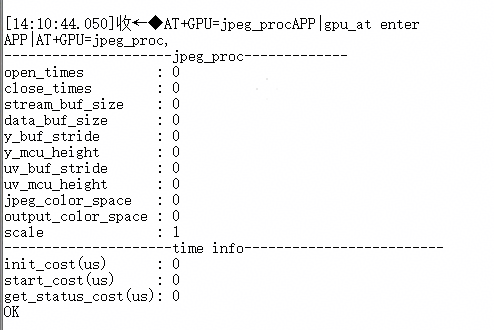 [14:10:44.050]收←◆AT+GPU=jpeg_procAPP|gpu_at enter
APP|AT+GPU=jpeg_proc,
---------------------jpeg_proc-------------
open_times         : 0
close_times        : 0
stream_buf_size    : 0
data_buf_size      : 0
y_buf_stride       : 0
y_mcu_height       : 0
uv_buf_stride      : 0
uv_mcu_height      : 0
jpeg_color_space   : 0
output_color_space : 0
scale              : 1
---------------------time info-------------------------
init_cost(us)      : 0
start_cost(us)     : 0
get_status_cost(us): 0
OK